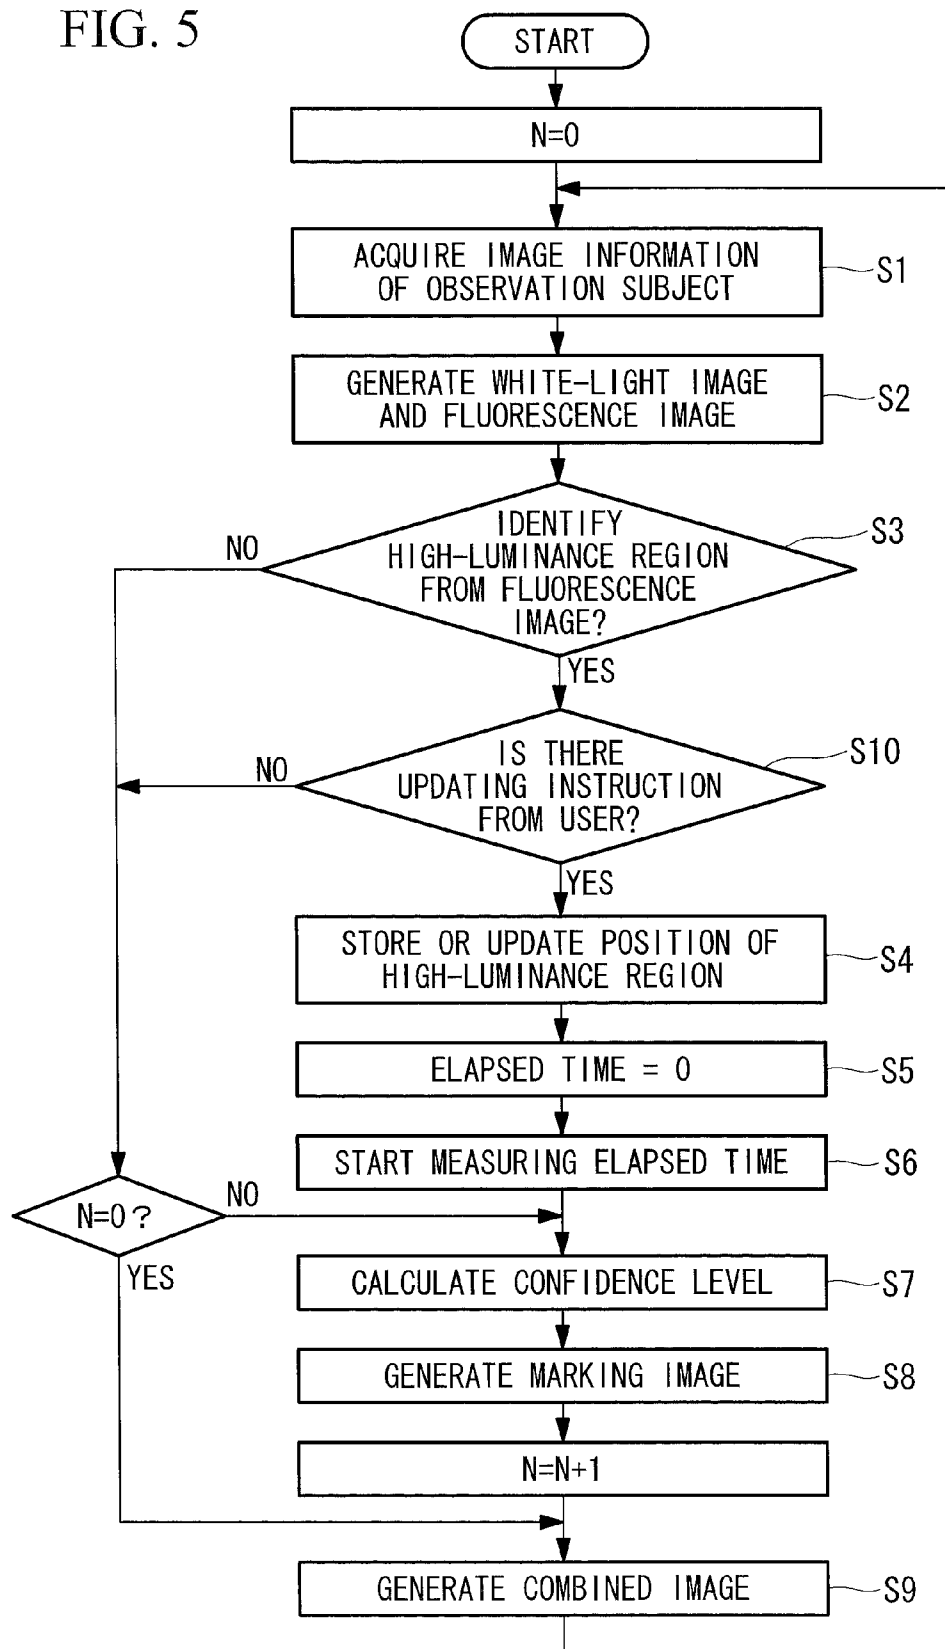 FIG. 5
START
N=0
ACQUIRE IMAGE INFORMATION
OF OBSERVATION SUBJECT
S1
GENERATE WHITE-LIGHT IMAGE
AND FLUORESCENCE IMAGE
S2
IDENTIFY
HIGH-LUMINANCE REGION
FROM FLUORESCENCE
IMAGE?
S3
NO
YES
IS THERE
UPDATING INSTRUCTION
FROM USER?
S10
NO
YES
STORE OR UPDATE POSITION OF
HIGH-LUMINANCE REGION
S4
ELAPSED TIME = 0
S5
START MEASURING ELAPSED TIME
S6
N=0?
NO
YES
CALCULATE CONFIDENCE LEVEL
S7
GENERATE MARKING IMAGE
S8
N=N+1
GENERATE COMBINED IMAGE
S9